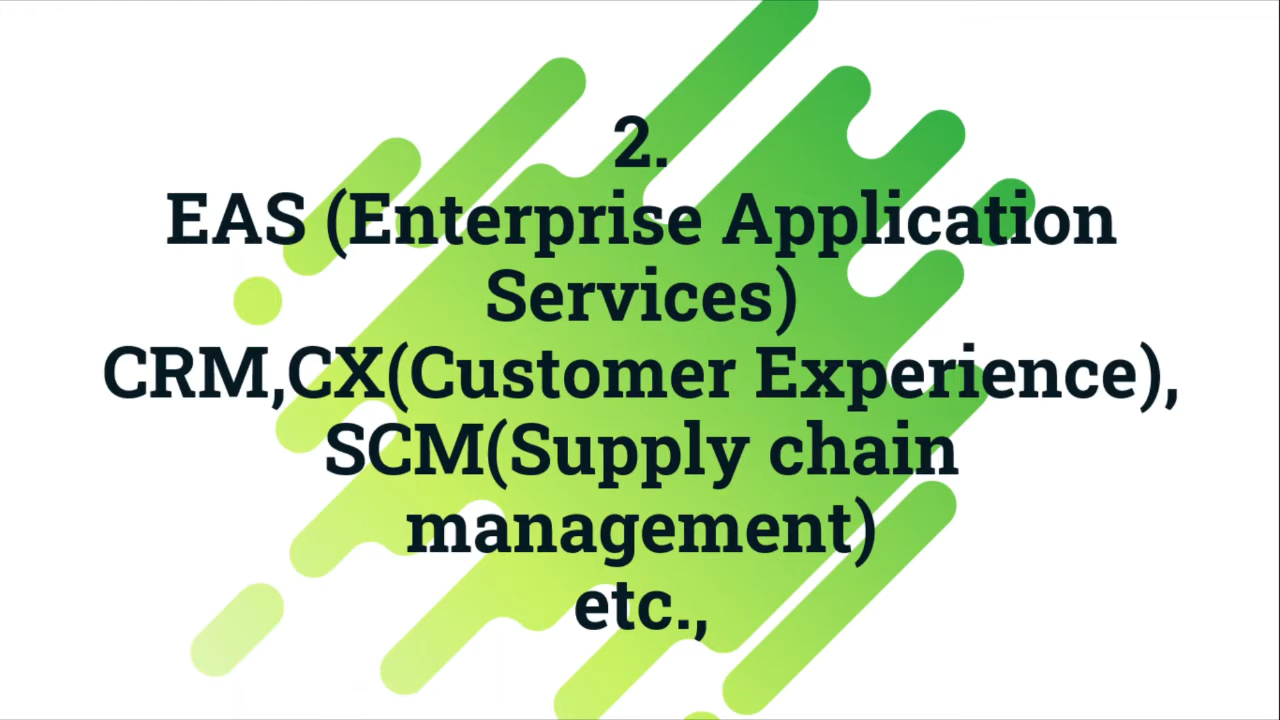 2.
EAS (Enterprise Application
Services)
CRM,CX(Customer Experience),
SCM(Supply chain
management)
etc.,